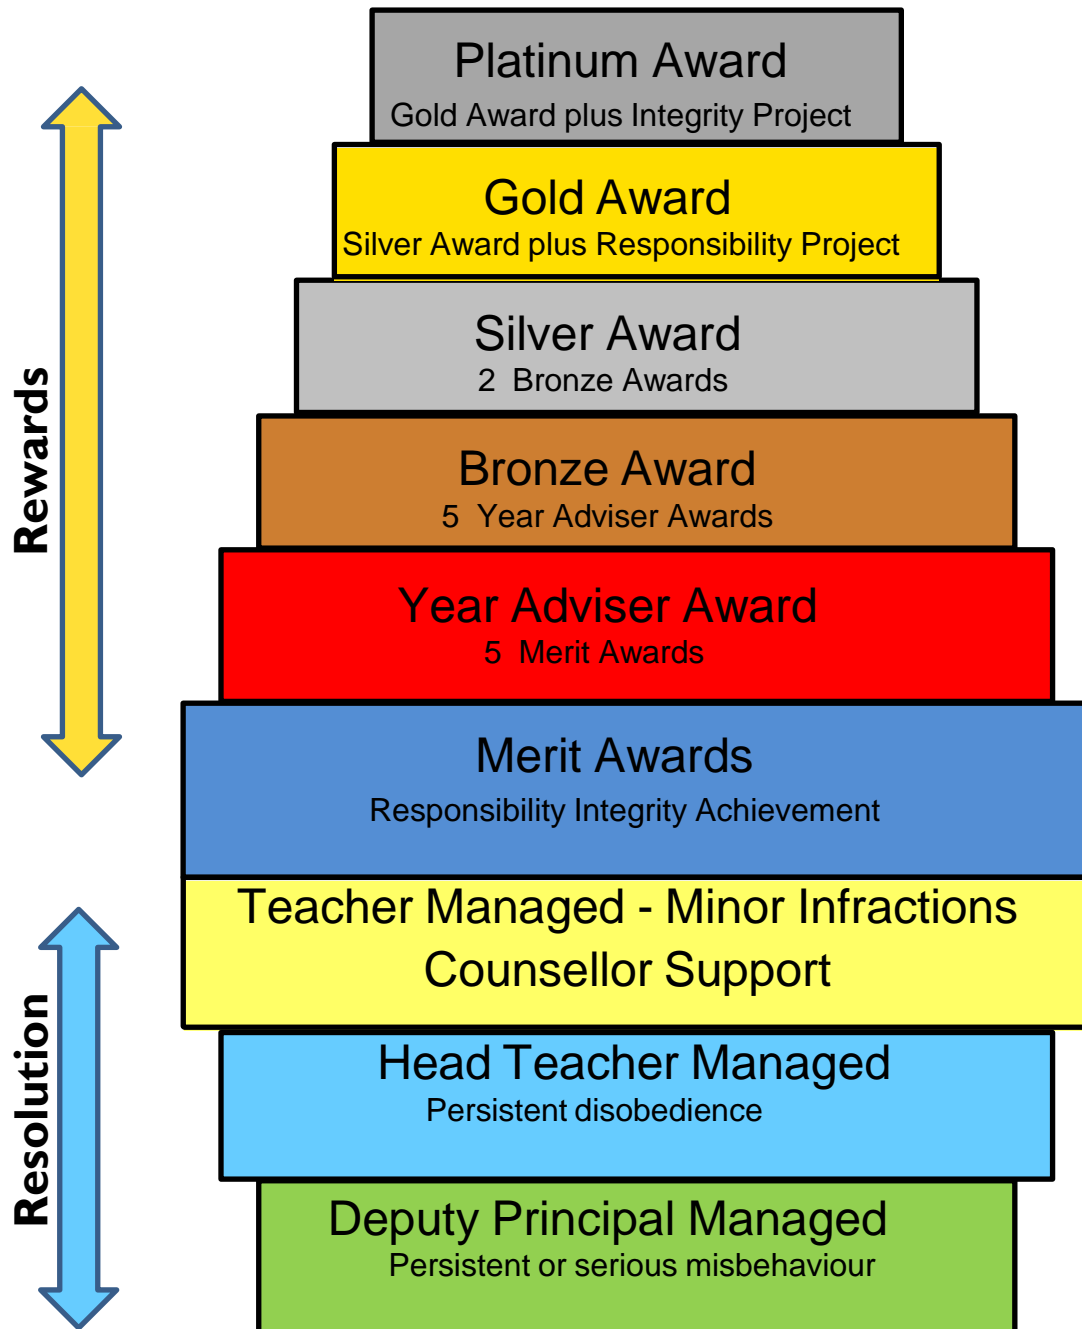 Platinum Award
Gold Award plus Integrity Project
Gold Award
Silver Award plus Responsibility Project
Silver Award
2 Bronze Awards
Bronze Award
5 Year Adviser Awards
Year Adviser Award
5 Merit Awards
Merit Awards
Responsibility Integrity Achievement
Rewards
Teacher Managed - Minor Infractions
Counsellor Support
Head Teacher Managed
Persistent disobedience
Deputy Principal Managed
Persistent or serious misbehaviour
Resolution